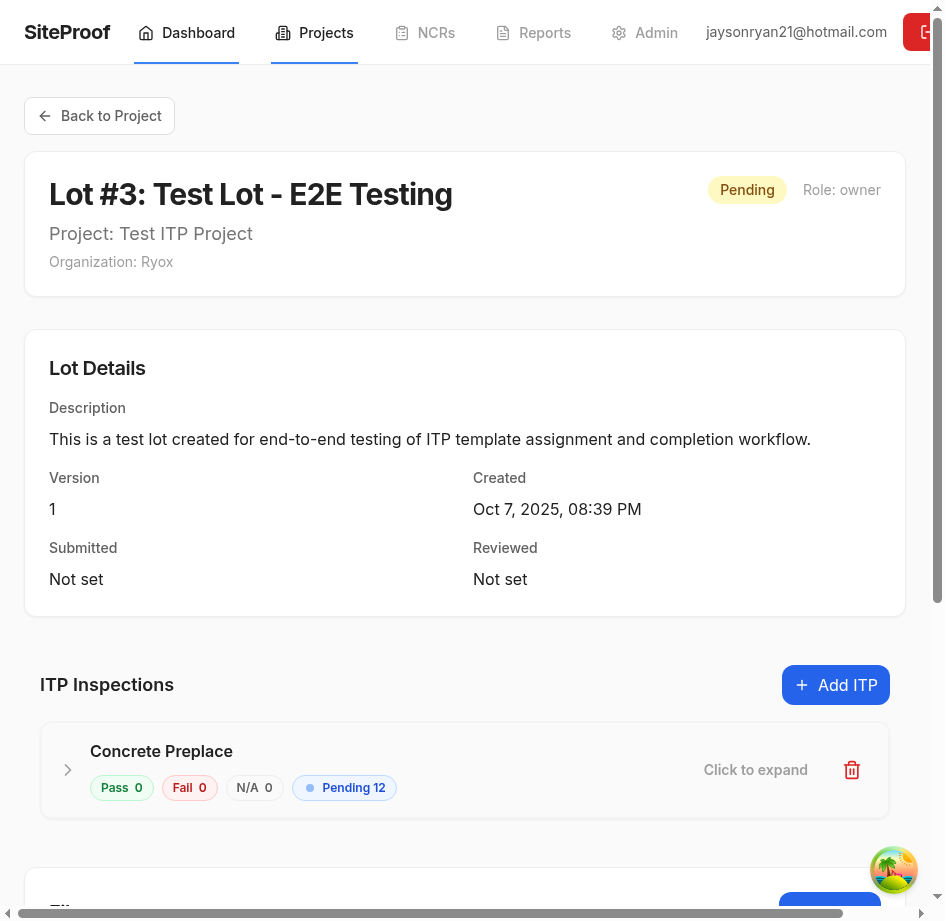 SiteProof
Dashboard
Projects
NCRs
Reports
Admin
jaysonryan21@hotmail.com
Back to Project
Lot #3: Test Lot - E2E Testing
Pending
Role: owner
Project: Test ITP Project
Organization: Ryox
Lot Details
Description
This is a test lot created for end-to-end testing of ITP template assignment and completion workflow.
Version
Created
1
Oct 7, 2025, 08:39 PM
Submitted
Reviewed
Not set
Not set
ITP Inspections
Add ITP
Concrete Preplace
Pass 0
Fail 0
N/A 0
Pending 12
Click to expand